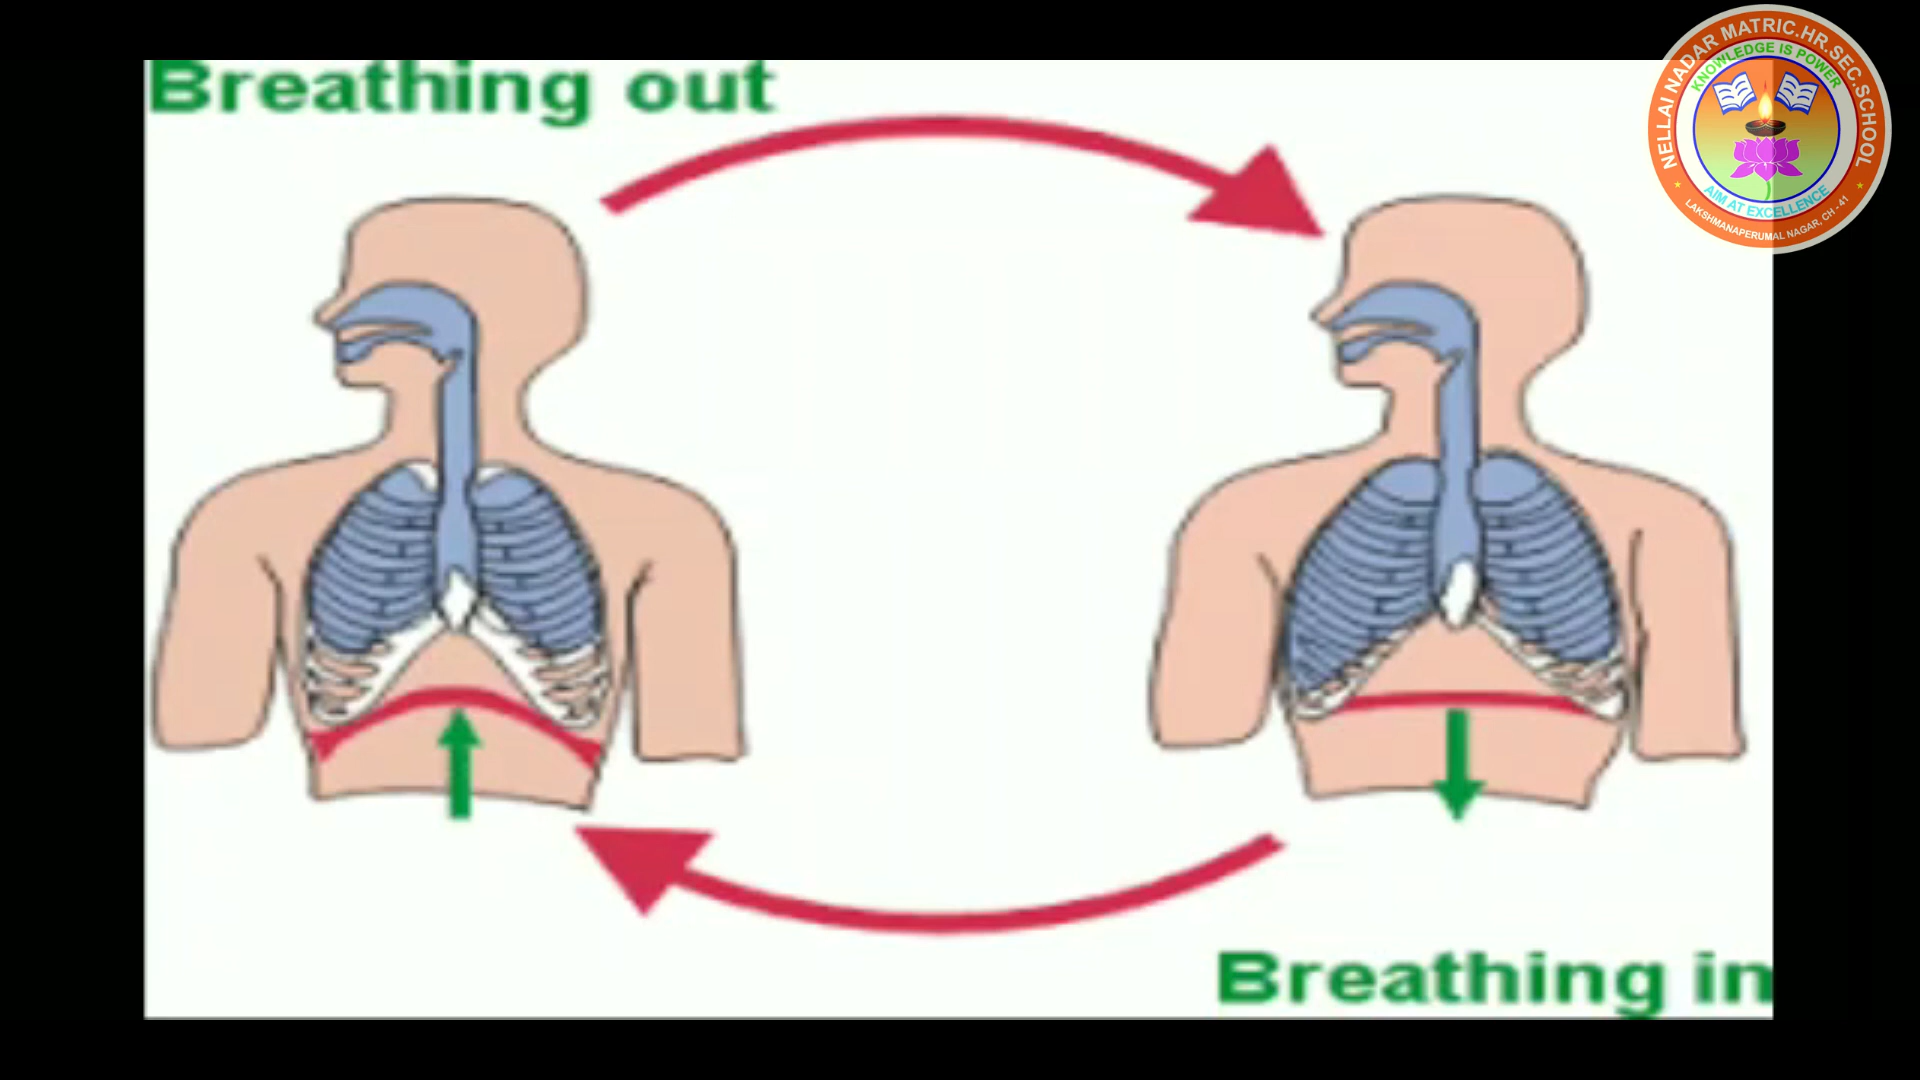 Breathing out
NELLAI NADAR MATRIC.HR.SEC.SCHOOL
KNOWLEDGE IS POWER
AIM AT EXCELLENCE
LAKSHMANAPERUMAL NAGAR, CH - 41
Breathing in